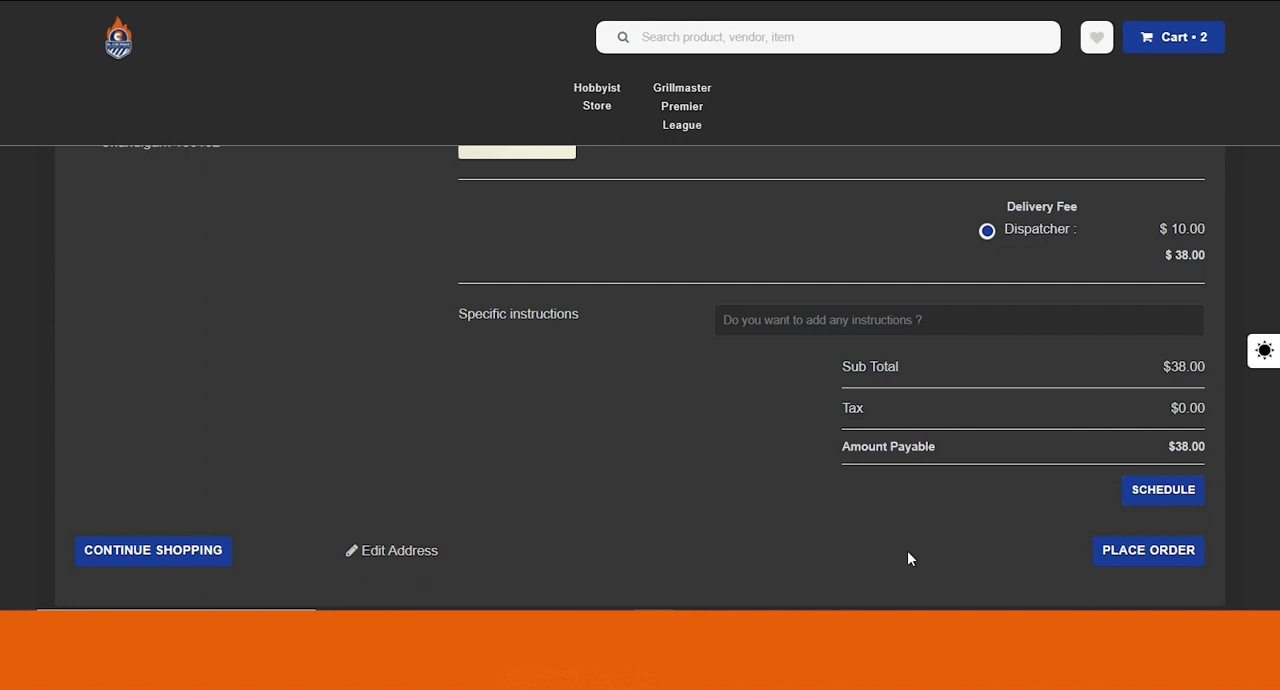 Search product, vendor, item
Cart • 2
Hobbyist
Store
Grillmaster
Premier
League
Delivery Fee
Dispatcher :
$ 10.00
$ 38.00
Specific instructions
Do you want to add any instructions ?
Sub Total
$38.00
Tax
$0.00
Amount Payable
$38.00
SCHEDULE
CONTINUE SHOPPING
Edit Address
PLACE ORDER